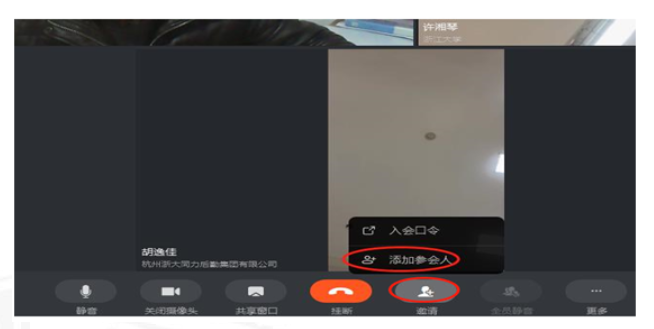 许湘琴
浙江大学
入会口令
胡逸佳
添加参会人
杭州浙大同力后勤集团有限公司
静音
关闭摄像头
共享窗口
挂断
邀请
全员静音
更多